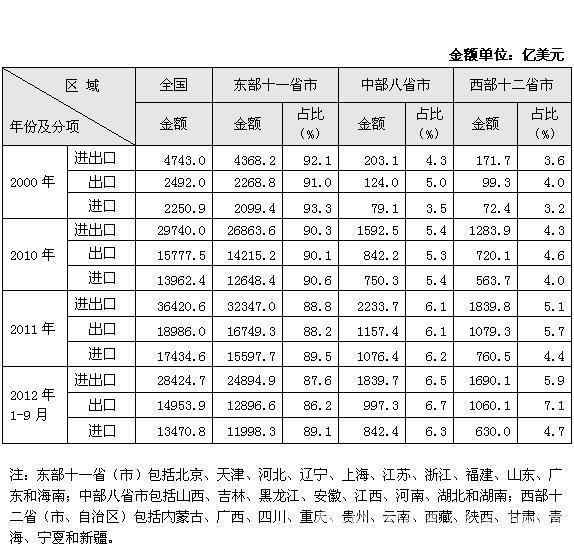 金额单位：亿美元
区 域 全国 东部十一省市 中部八省市 西部十二省市
年份及分项 金额 金额 占比(%) 金额 占比(%) 金额 占比(%)
2000年 进出口 4743.0 4368.2 92.1 203.1 4.3 171.7 3.6
出口 2492.0 2268.8 91.0 124.0 5.0 99.3 4.0
进口 2250.9 2099.4 93.3 79.1 3.5 72.4 3.2
2010年 进出口 29740.0 26863.6 90.3 1592.5 5.4 1283.9 4.3
出口 15777.5 14215.2 90.1 842.2 5.3 720.1 4.6
进口 13962.4 12648.4 90.6 750.3 5.4 563.7 4.0
2011年 进出口 36420.6 32347.0 88.8 2233.7 6.1 1839.8 5.1
出口 18986.0 16749.3 88.2 1157.4 6.1 1079.3 5.7
进口 17434.6 15597.7 89.5 1076.4 6.2 760.5 4.4
2012年1-9月 进出口 28424.7 24894.9 87.6 1839.7 6.5 1690.1 5.9
出口 14953.9 12896.6 86.2 997.3 6.7 1060.1 7.1
进口 13470.8 11998.3 89.1 842.4 6.3 630.0 4.7
注：东部十一省（市）包括北京、天津、河北、辽宁、上海、江苏、浙江、福建、山东、广
东和海南；中部八省市包括山西、吉林、黑龙江、安徽、江西、河南、湖北和湖南；西部十
二省（市、自治区）包括内蒙古、广西、四川、重庆、贵州、云南、西藏、陕西、甘肃、青
海、宁夏和新疆。